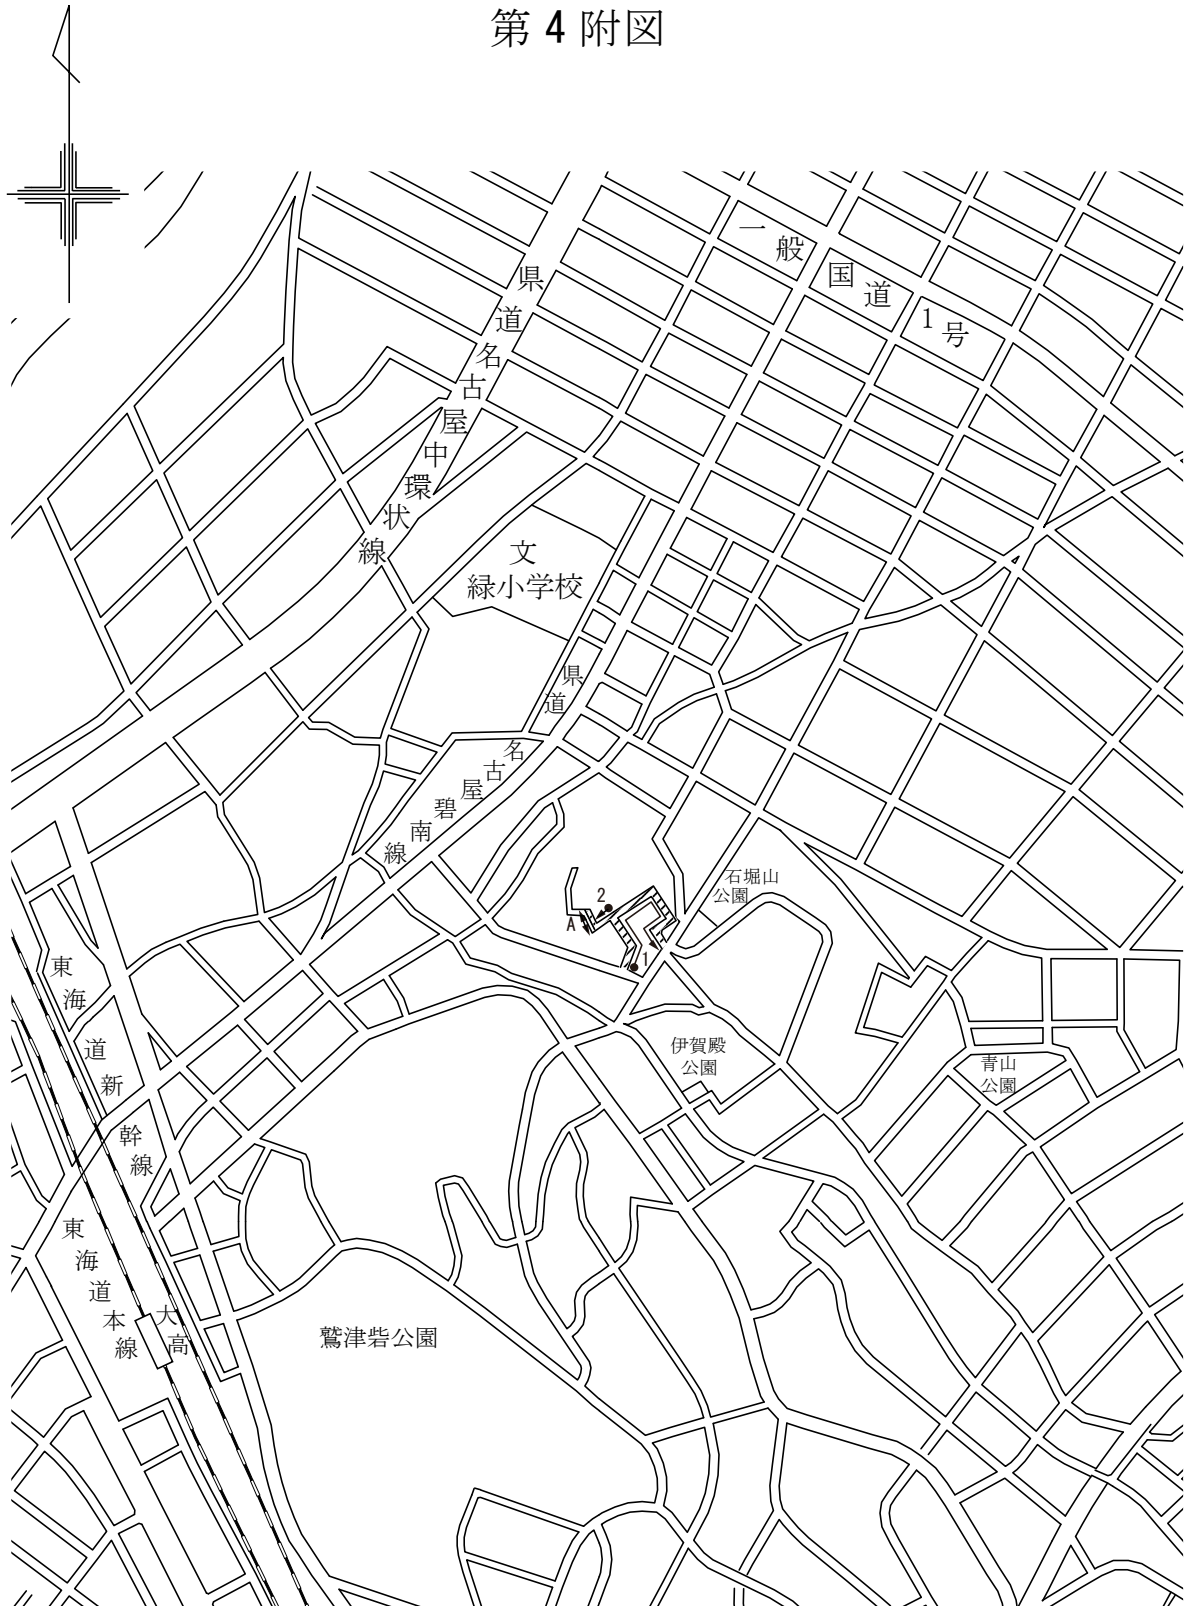 第4附図
一般国道1号
県道名古屋中環状線
文
緑小学校
県道名古屋碧南線
石堀山
公園
2
A
1
東海道新幹線
伊賀殿
公園
青山
公園
東海道本線
大高
鷲津砦公園